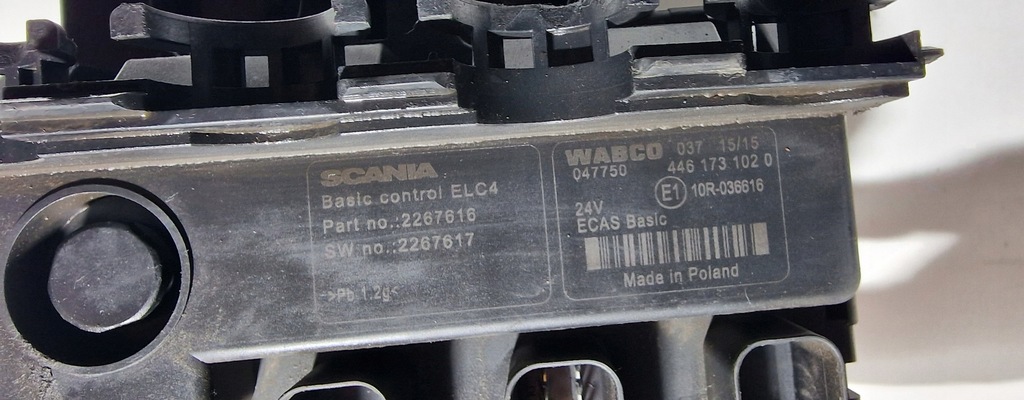 SCANIA
Basic control ELC4
Part no.:2267616
SW no.:2267617
>Pb 1.2g<
WABCO 037 15/15
047750 446 173 102 0
E1 10R-036616
24V
ECAS Basic
Made in Poland